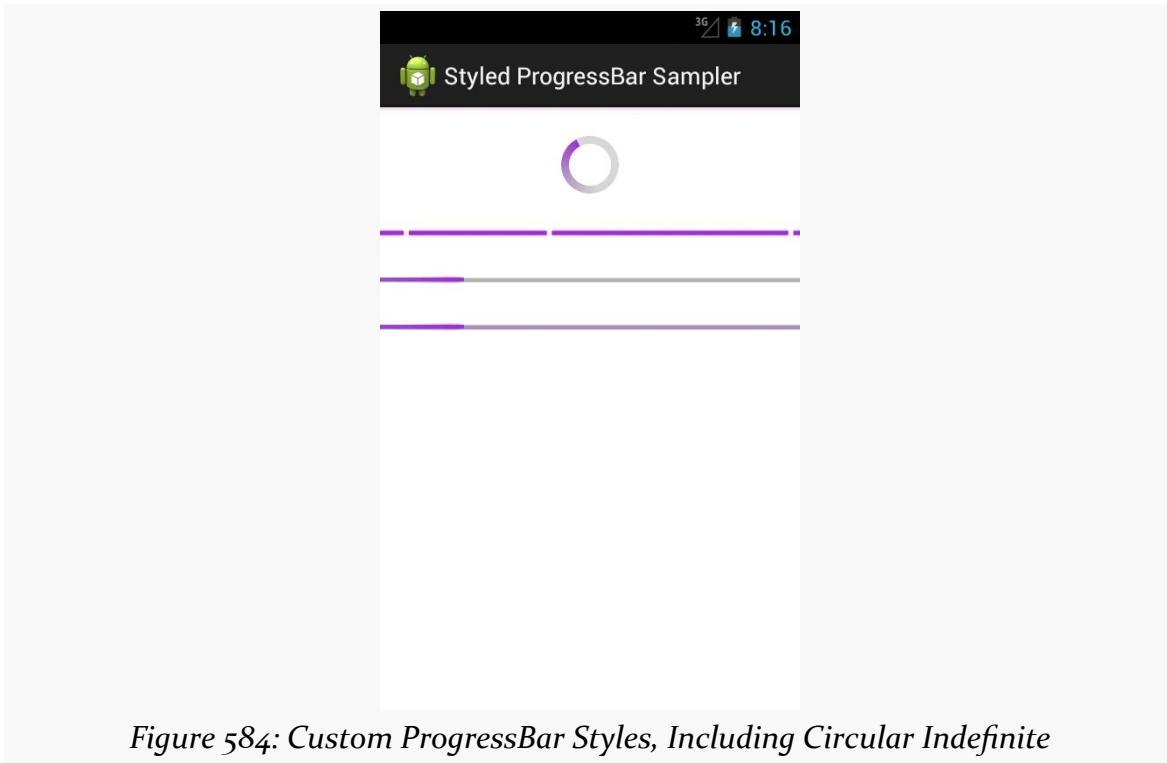 3G 8:16
Styled ProgressBar Sampler
Figure 584: Custom ProgressBar Styles, Including Circular Indefinite